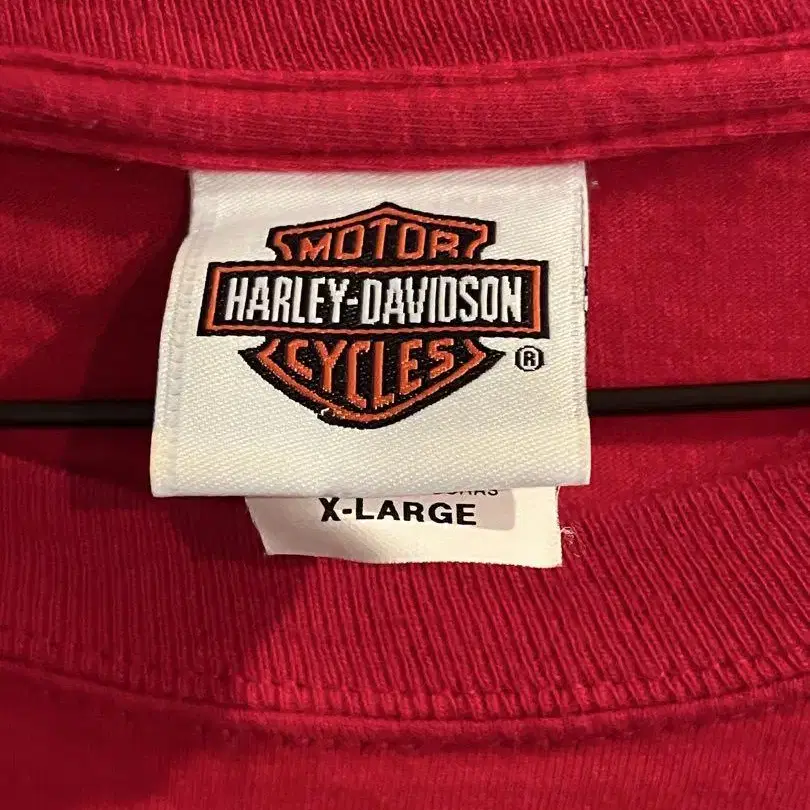 MOTOR
HARLEY-DAVIDSON
CYCLES
®
X-LARGE